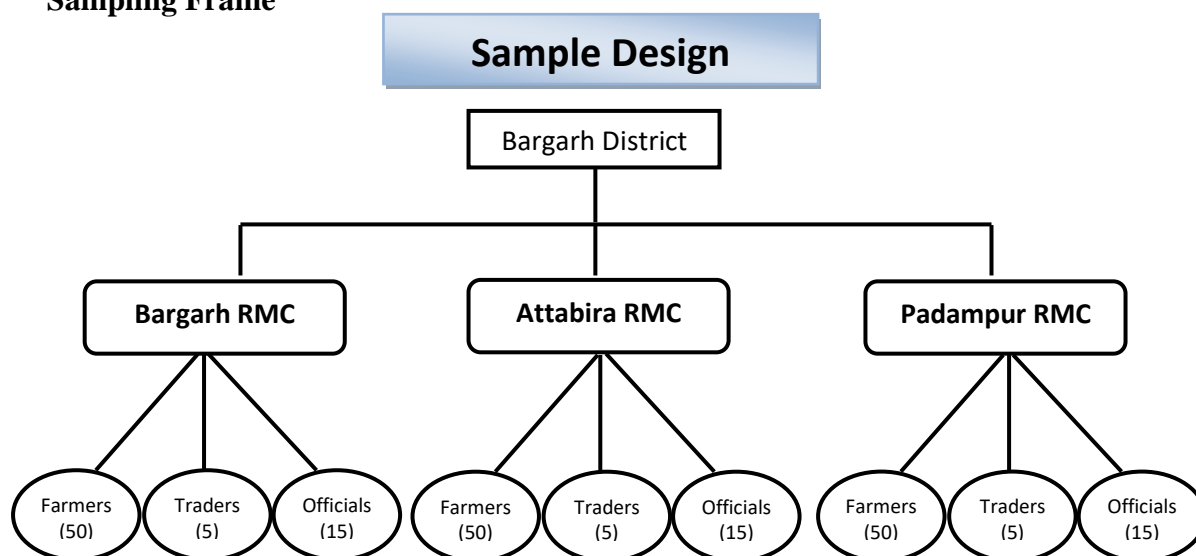 Sampling Frame
Sample Design
Bargarh District
Bargarh RMC
Attabira RMC
Padampur RMC
Farmers
(50)
Traders
(5)
Officials
(15)
Farmers
(50)
Traders
(5)
Officials
(15)
Farmers
(50)
Traders
(5)
Officials
(15)